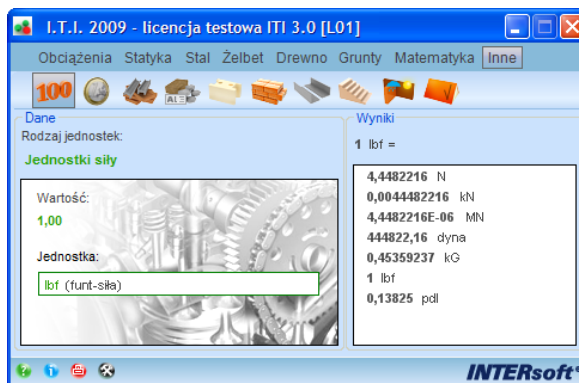 I.T.I. 2009 - licencja testowa ITI 3.0 [L01]
Obciążenia Statyka Stal Żelbet Drewno Grunty Matematyka Inne
100
Dane
Rodzaj jednostek:
Jednostki siły
Wartość:
1,00
Jednostka:
lbf (funt-siła)
Wyniki
1 lbf =
4,4482216 N
0,0044482216 kN
4,4482216E-06 MN
444822,16 dyna
0,45359237 kG
1 lbf
0,13825 pdl
INTERsoft